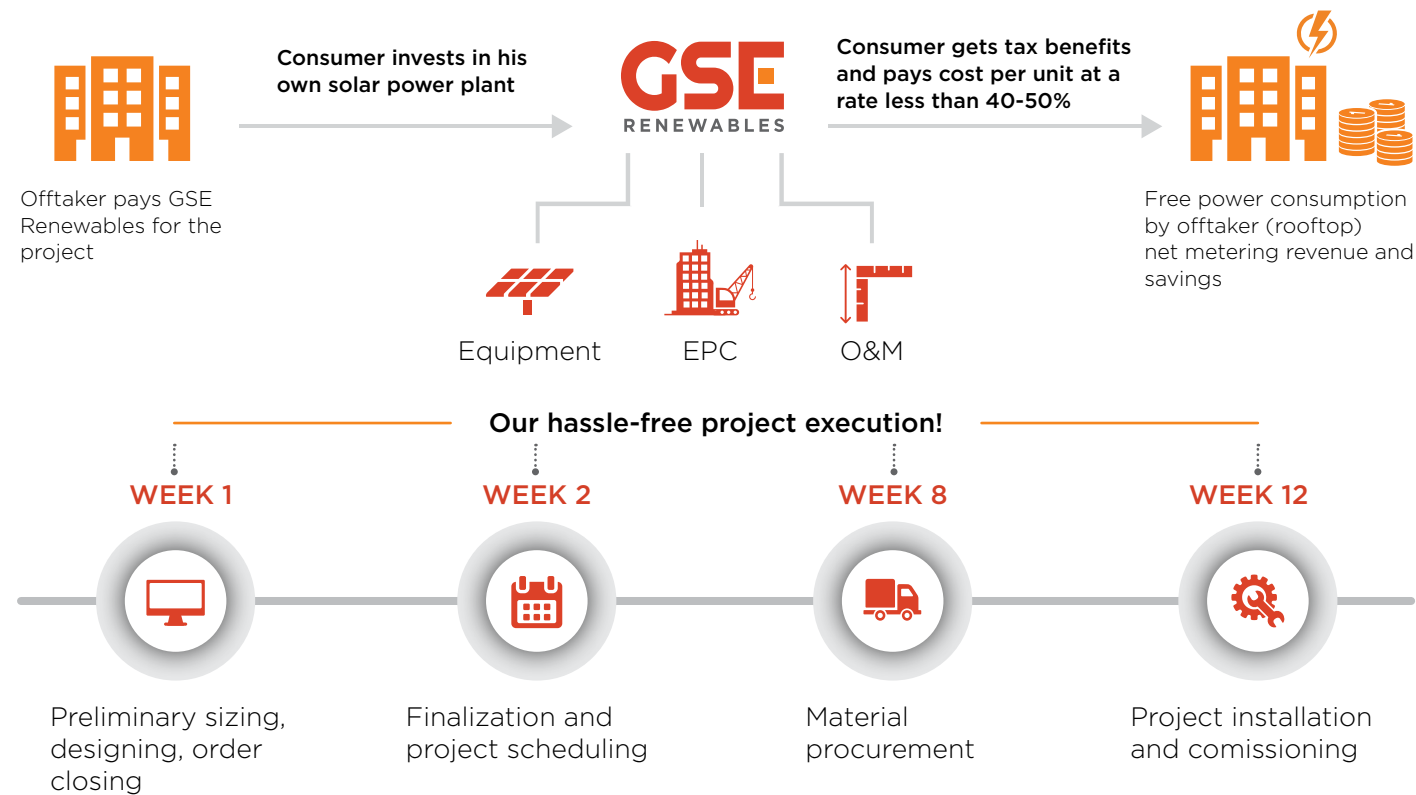 Consumer invests in his
own solar power plant
GSE
RENEWABLES
Consumer gets tax benefits
and pays cost per unit at a
rate less than 40-50%
Offtaker pays GSE
Renewables for the
project
Free power consumption
by offtaker (rooftop)
net metering revenue and
savings
Equipment
EPC
O&M
Our hassle-free project execution!
WEEK 1
WEEK 2
WEEK 8
WEEK 12
Preliminary sizing,
designing, order
closing
Finalization and
project scheduling
Material
procurement
Project installation
and comissioning